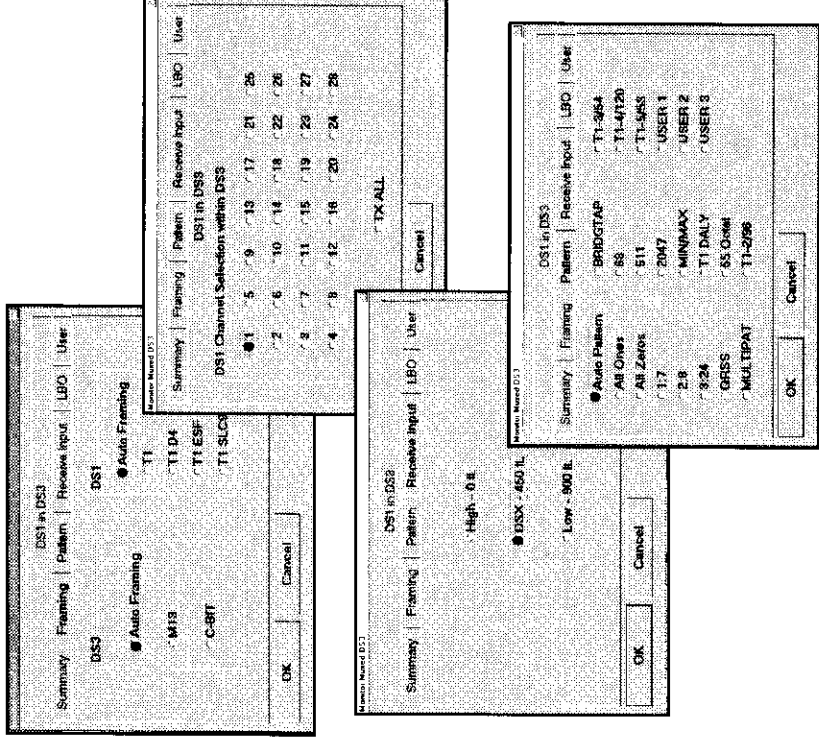 DS1 in DS3
Summary Framing Pattern Receive Input LBO User
DS3 DS1
Auto Framing Auto Framing
M13 T1
C-BIT T1 D4
T1 ESF
T1 SLC9
OK Cancel
Monitor Muxed DS3
Summary Framing Pattern Receive Input LBO User
DS1 in DS3
DS1 Channel Selection within DS3
1 5 9 13 17 21 25
2 6 10 14 18 22 26
3 7 11 15 19 23 27
4 8 12 16 20 24 28
TX ALL
Cancel
Monitor Muxed DS3
DS1 in DS3
Summary Framing Pattern Receive Input LBO User
High - 0 ft.
DSX - 450 ft.
Low - 900 ft.
OK Cancel
Monitor Muxed DS3
DS1 in DS3
Summary Framing Pattern Receive Input LBO User
Auto Pattern BRIDGTAP T1-3/54
All Ones 63 T1-4/120
All Zeros 511 T1-5/53
1:7 2047 USER 1
2:8 MINMAX USER 2
3:24 T1 DALY USER 3
QRSS 55 Octet
MULTIPAT T1-2/96
OK Cancel